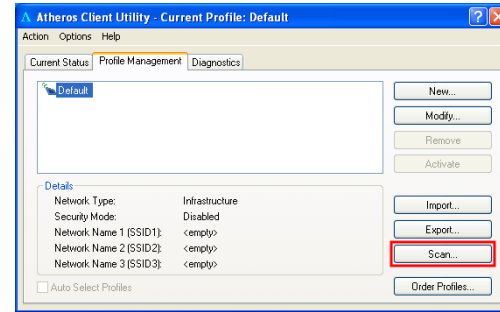 Atheros Client Utility - Current Profile: Default
Action Options Help
Current Status Profile Management Diagnostics
Default
New...
Modify...
Remove
Activate
Details
Network Type: Infrastructure
Security Mode: Disabled
Network Name 1 (SSID1): <empty>
Network Name 2 (SSID2): <empty>
Network Name 3 (SSID3): <empty>
Import...
Export...
Scan...
Auto Select Profiles
Order Profiles...